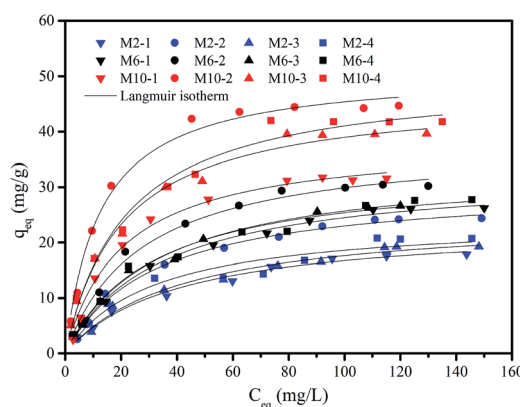 60
50
40
30
20
10
0
q_eq (mg/g)
M2-1 M2-2 M2-3 M2-4
M6-1 M6-2 M6-3 M6-4
M10-1 M10-2 M10-3 M10-4
Langmuir isotherm
0 20 40 60 80 100 120 140 160
C_eq (mg/L)